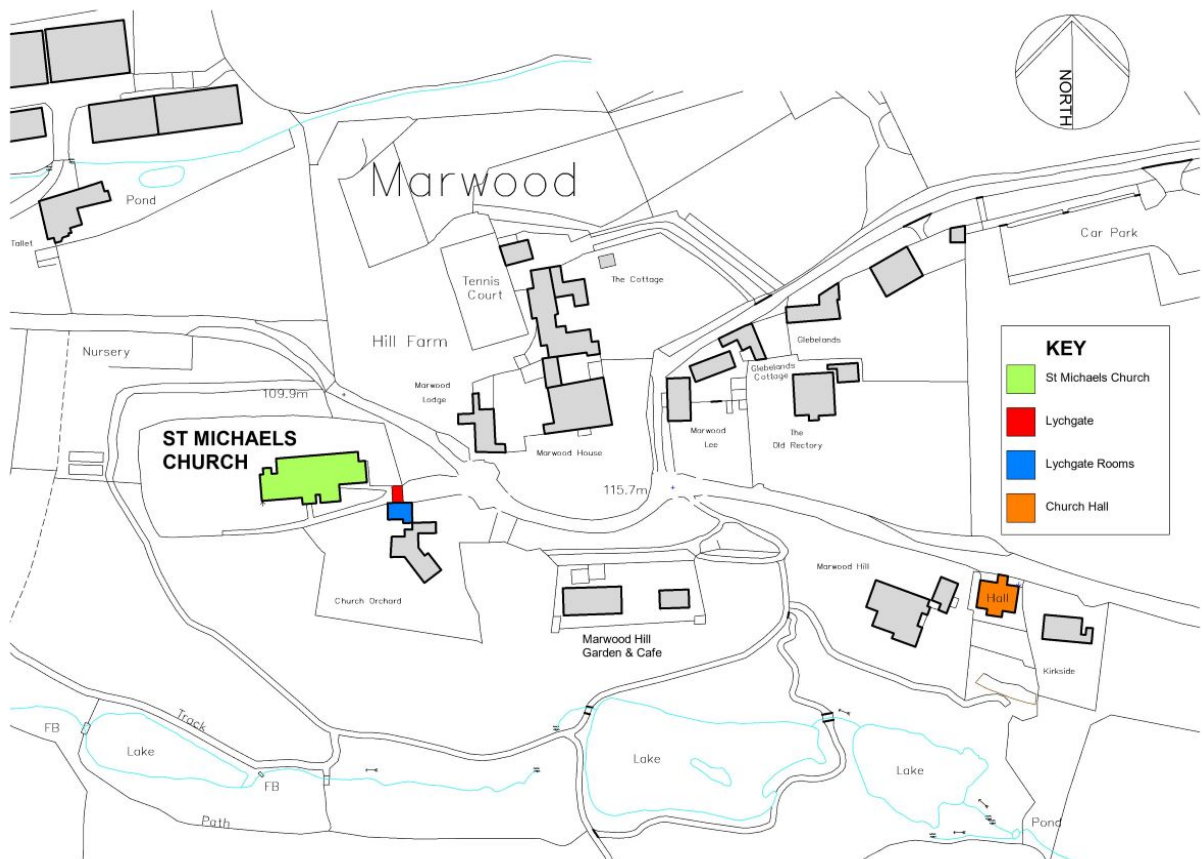 NORTH
Marwood
Pond
Tallet
Tennis
Court
The Cottage
Car Park
Hill Farm
Nursery
Glebelands
Glebelands
Cottage
Marwood
Lodge
109.9m
Marwood
Lee
The
Old Rectory
Marwood House
ST MICHAELS
CHURCH
115.7m
KEY
St Michaels Church
Lychgate
Lychgate Rooms
Church Hall
Church Orchard
Marwood Hill
Hall
Marwood Hill
Garden & Cafe
Kirkside
Track
FB
Lake
FB
Path
Lake
Lake
Pond